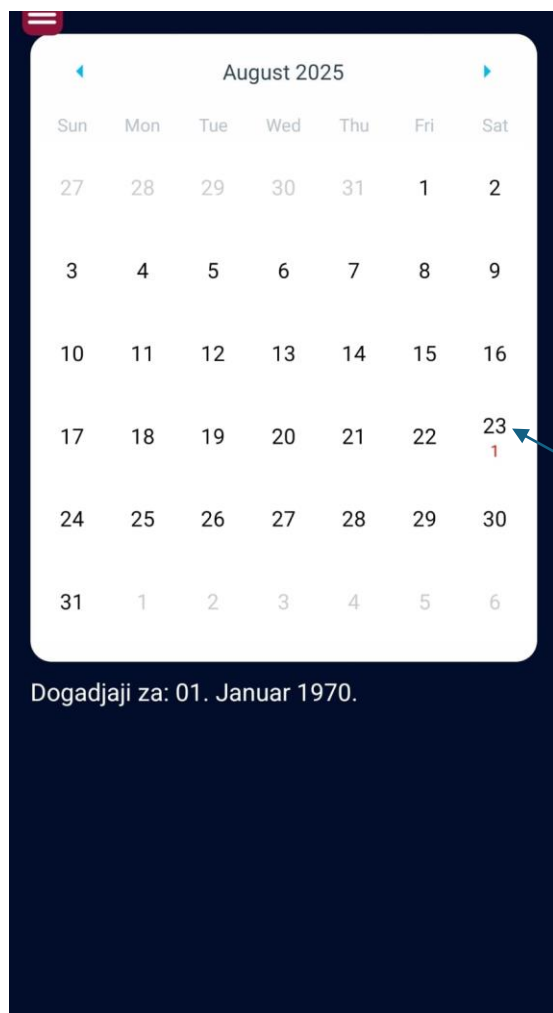 August 2025
Sun Mon Tue Wed Thu Fri Sat
27 28 29 30 31 1 2
3 4 5 6 7 8 9
10 11 12 13 14 15 16
17 18 19 20 21 22 23
1
24 25 26 27 28 29 30
31 1 2 3 4 5 6
Dogadjaji za: 01. Januar 1970.